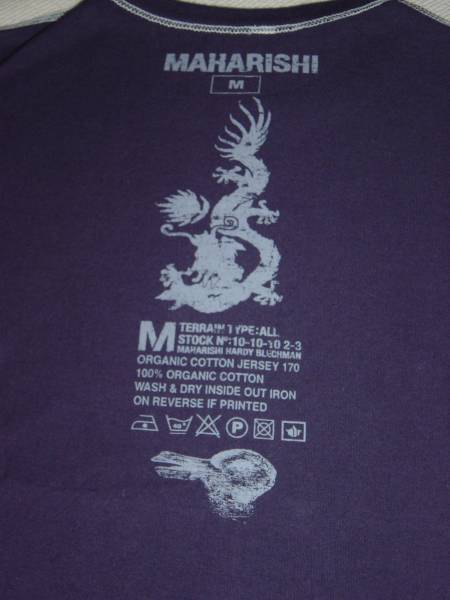 MAHARISHI
M
M TERRAIN TYPE:ALL
STOCK Nº:10-10-10 2-3
MAHARISHI HARDY BLECHMAN
ORGANIC COTTON JERSEY 170
100% ORGANIC COTTON
WASH & DRY INSIDE OUT IRON
ON REVERSE IF PRINTED
40°
P